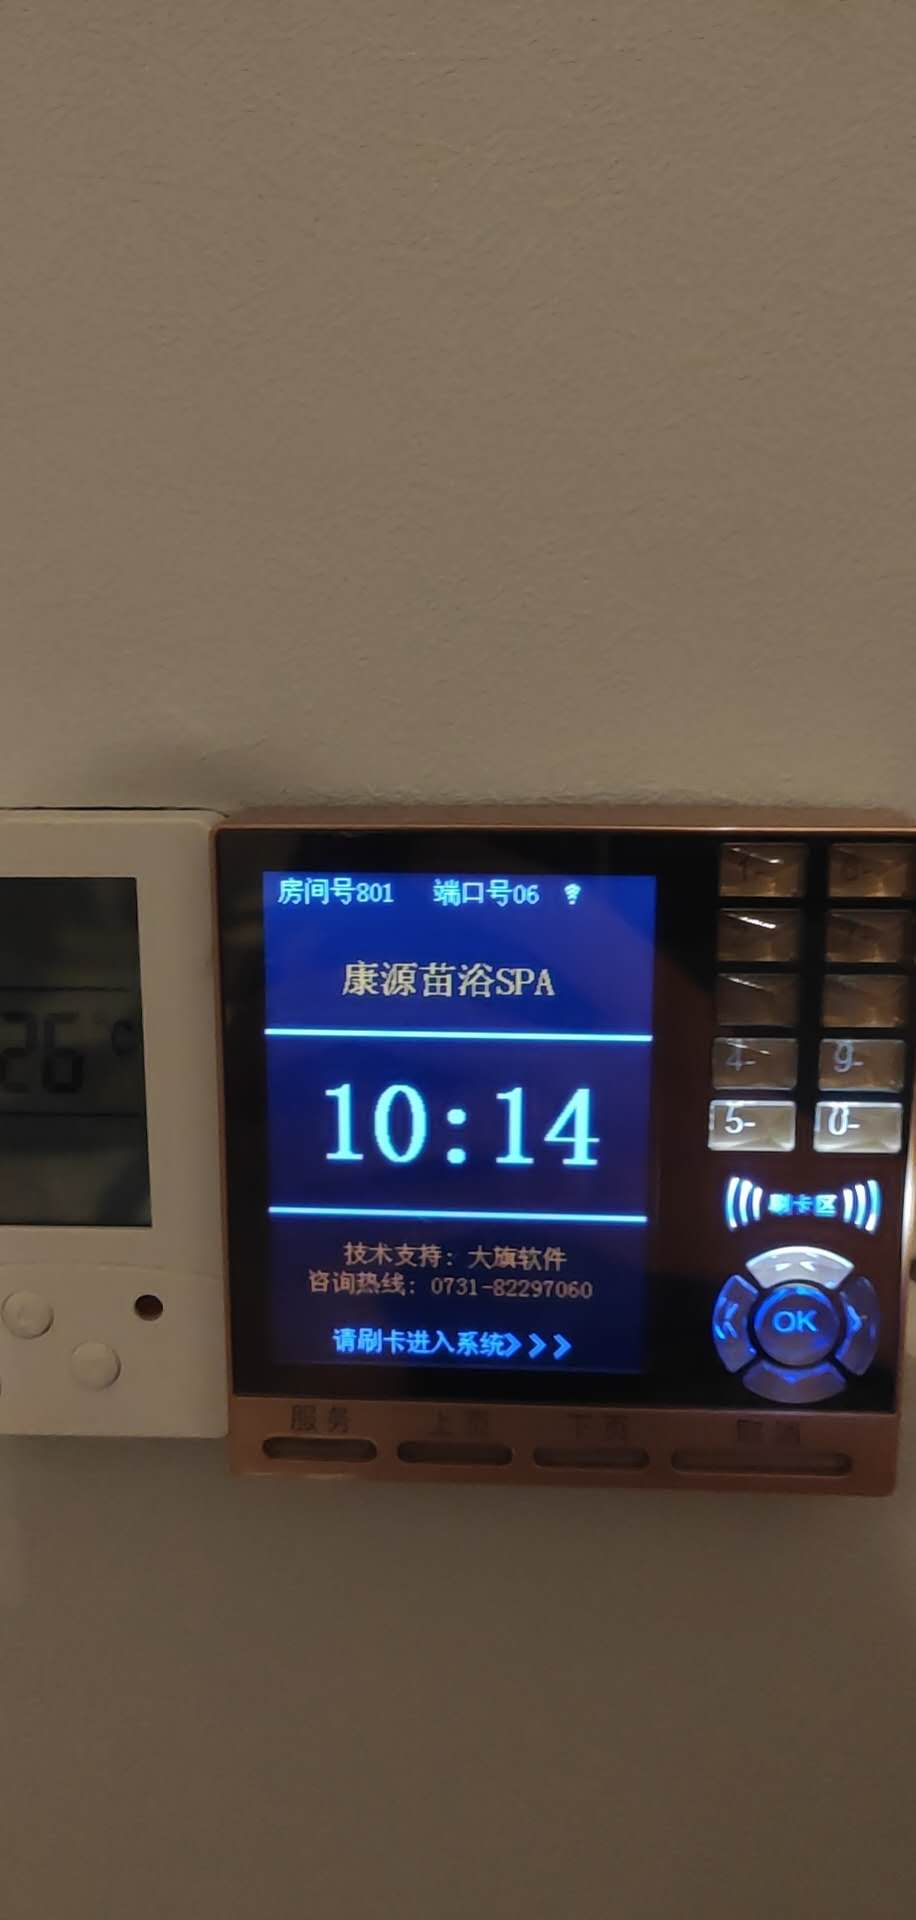 房间号801 端口号06
康源苗浴SPA
10:14
技术支持：大旗软件
咨询热线：0731-82297060
请刷卡进入系统>>>
26 °C
4- 9-
5- 0-
刷卡区
OK
服务